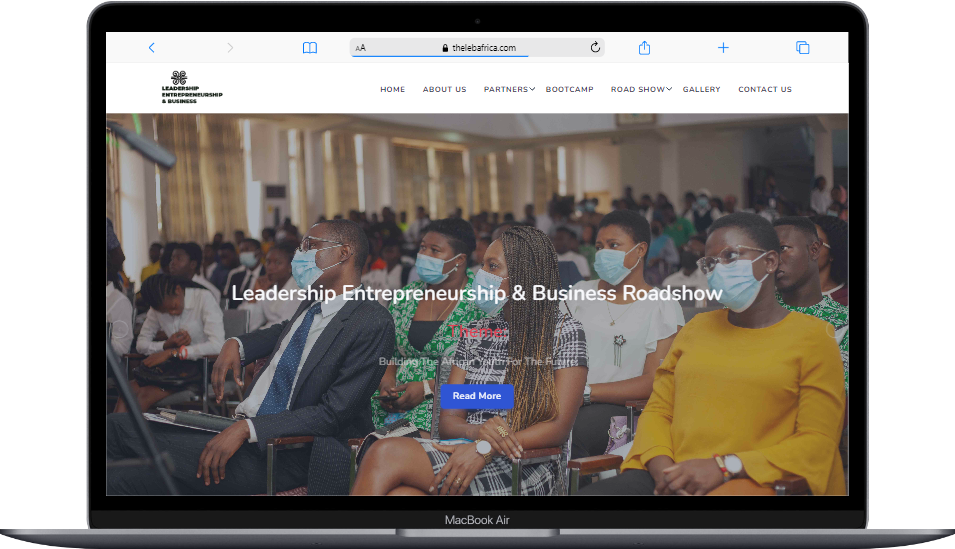 AA
thelebafrica.com
LEADERSHIP
ENTREPRENEURSHIP
& BUSINESS
HOME ABOUT US PARTNERS BOOTCAMP ROAD SHOW GALLERY CONTACT US
Leadership Entrepreneurship & Business Roadshow
Theme:
Building The African Youth For The Future
Read More
MacBook Air